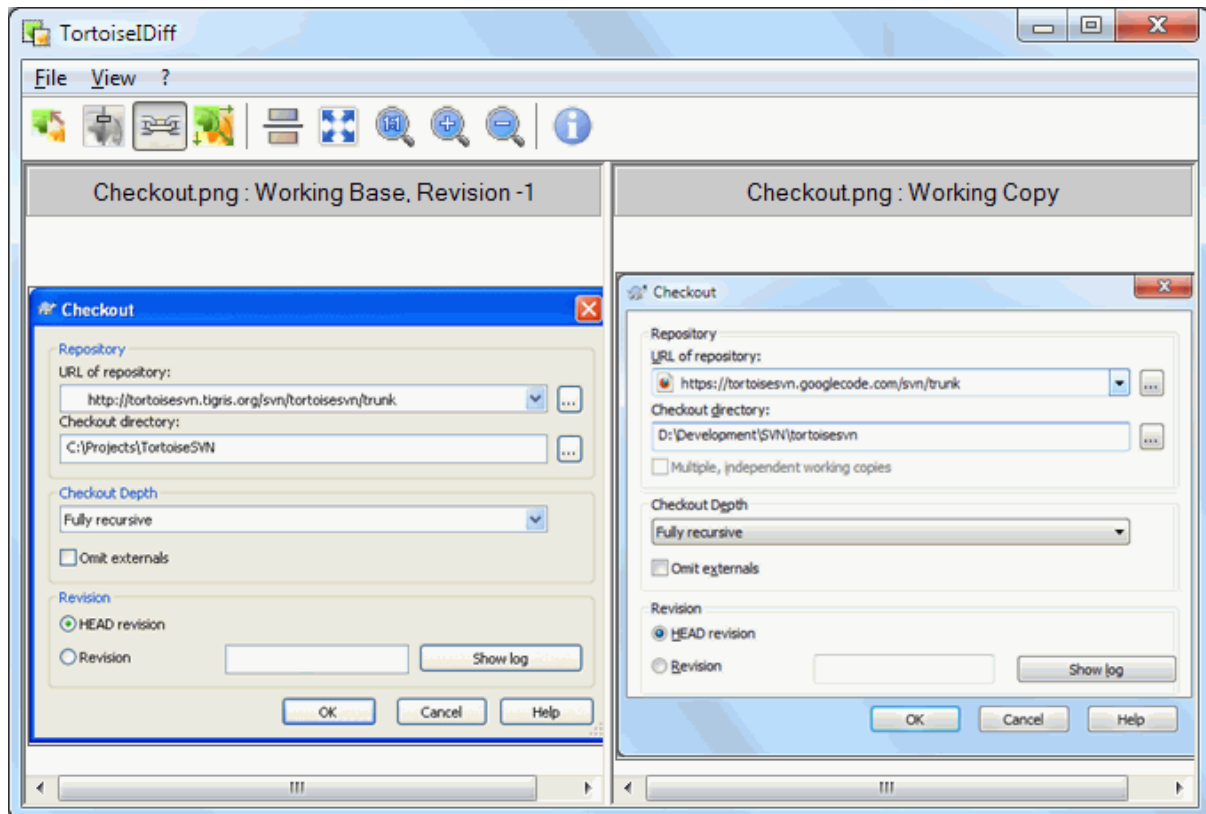 TortoiseIDiff
File View ?
Checkout.png : Working Base, Revision -1
Checkout
Repository
URL of repository:
http://tortoisesvn.tigris.org/svn/tortoisesvn/trunk
...
Checkout directory:
C:\Projects\TortoiseSVN
...
Checkout Depth
Fully recursive
Omit externals
Revision
HEAD revision
Revision
Show log
OK Cancel Help
Checkout.png : Working Copy
Checkout
Repository
URL of repository:
https://tortoisesvn.googlecode.com/svn/trunk
...
Checkout directory:
D:\Development\SVN\tortoisesvn
...
Multiple, independent working copies
Checkout Depth
Fully recursive
Omit externals
Revision
HEAD revision
Revision
Show log
OK Cancel Help